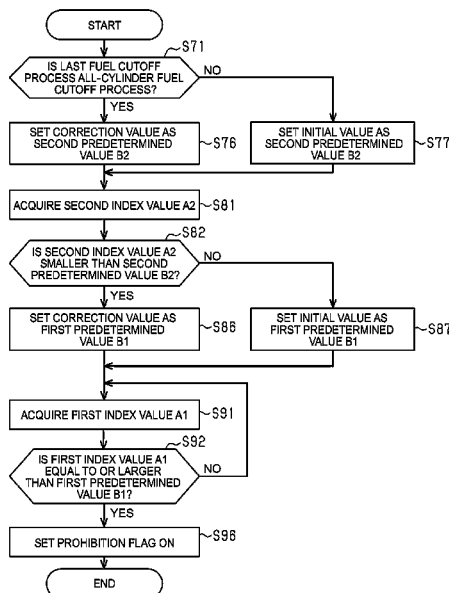 START
S71
IS LAST FUEL CUTOFF
PROCESS ALL-CYLINDER FUEL
CUTOFF PROCESS?
NO
YES
SET CORRECTION VALUE AS
SECOND PREDETERMINED
VALUE B2
S76
SET INITIAL VALUE AS
SECOND PREDETERMINED
VALUE B2
S77
ACQUIRE SECOND INDEX VALUE A2
S81
S82
IS SECOND INDEX VALUE A2
SMALLER THAN SECOND
PREDETERMINED VALUE B2?
NO
YES
SET CORRECTION VALUE AS
FIRST PREDETERMINED
VALUE B1
S86
SET INITIAL VALUE AS
FIRST PREDETERMINED
VALUE B1
S87
ACQUIRE FIRST INDEX VALUE A1
S91
S92
IS FIRST INDEX VALUE A1
EQUAL TO OR LARGER
THAN FIRST PREDETERMINED
VALUE B1?
NO
YES
SET PROHIBITION FLAG ON
S96
END